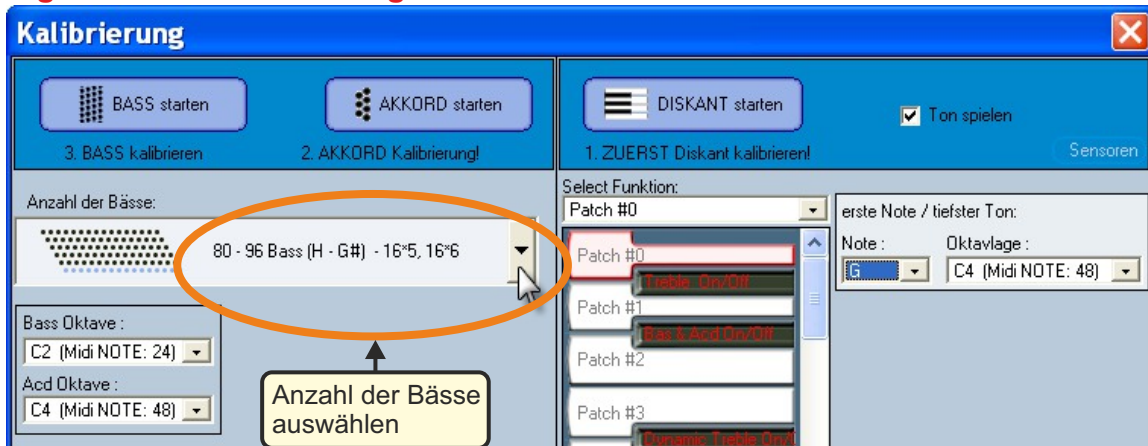 Kalibrierung
BASS starten
AKKORD starten
3. BASS kalibrieren
2. AKKORD Kalibrierung!
DISKANT starten
Ton spielen
1. ZUERST Diskant kalibrieren!
Sensoren
Anzahl der Bässe:
80 - 96 Bass (H - G#) - 16*5, 16*6
Bass Oktave :
C2 (Midi NOTE: 24)
Acd Oktave :
C4 (Midi NOTE: 48)
Anzahl der Bässe
auswählen
Select Funktion:
Patch #0
Patch #0
Treble On/Off
Patch #1
Bas & Acd On/Off
Patch #2
Patch #3
erste Note / tiefster Ton:
Note :
Oktavlage :
G
C4 (Midi NOTE: 48)